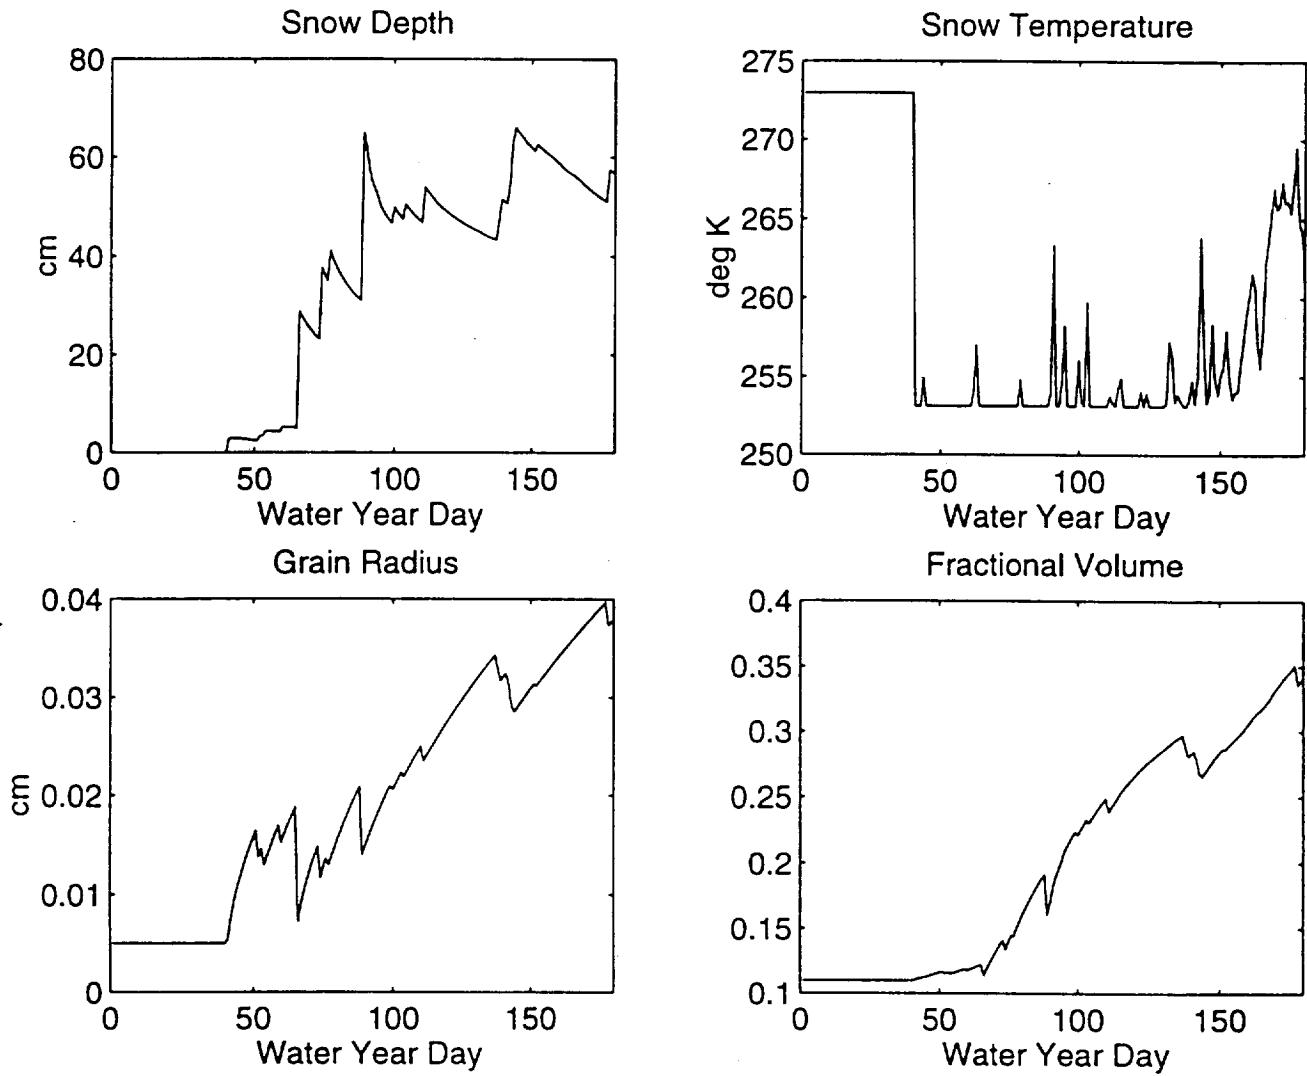 Snow Depth
80
60
40
20
0
cm
0 50 100 150
Water Year Day
Snow Temperature
275
270
265
260
255
250
deg K
0 50 100 150
Water Year Day
Grain Radius
0.04
0.03
0.02
0.01
0
cm
0 50 100 150
Water Year Day
Fractional Volume
0.4
0.35
0.3
0.25
0.2
0.15
0.1
0 50 100 150
Water Year Day